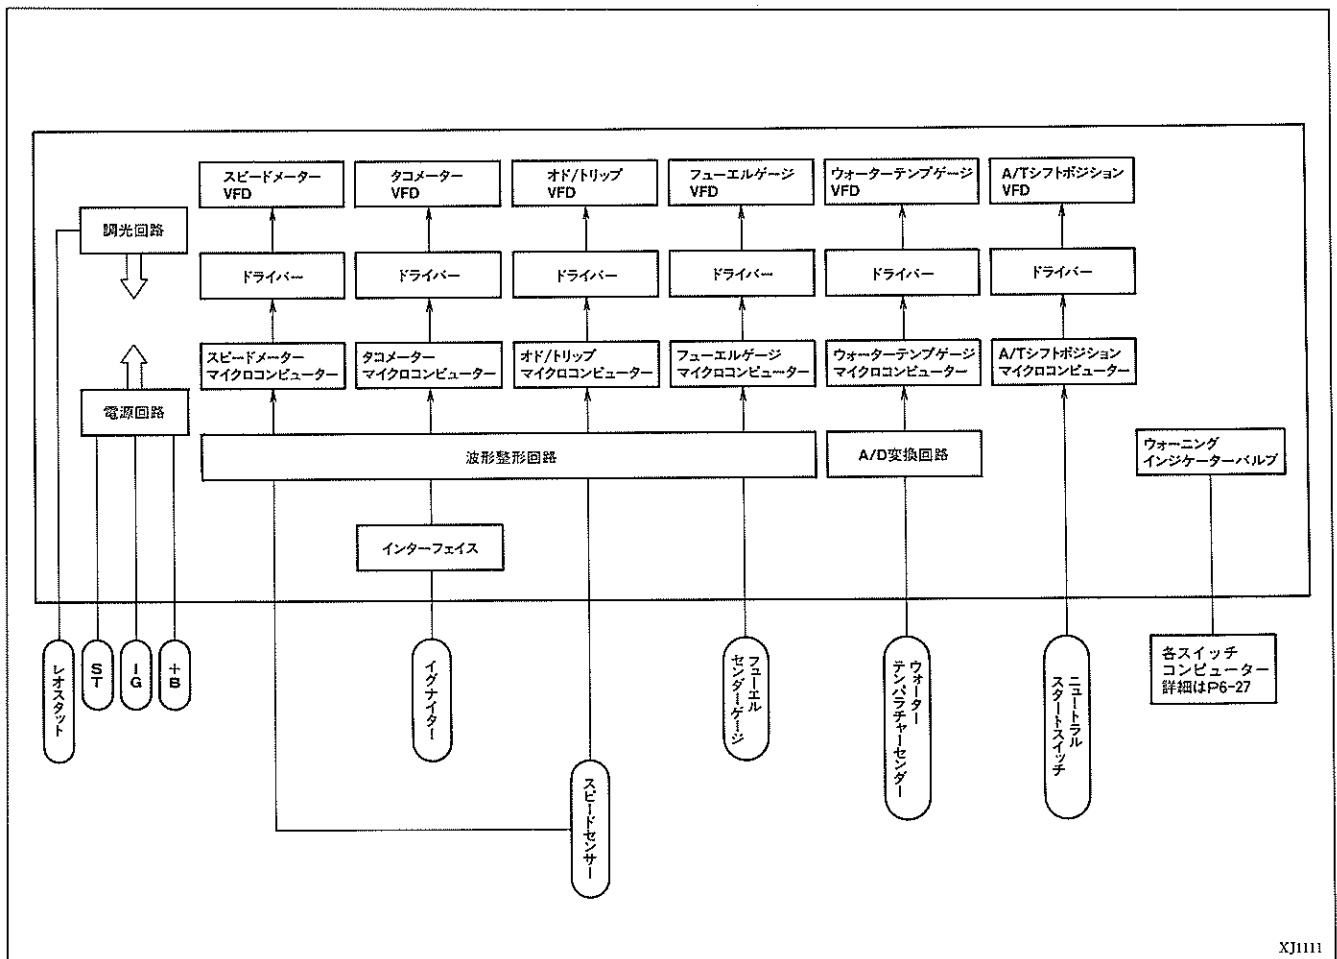 スピードメーター
VFD
タコメーター
VFD
オド/トリップ
VFD
フューエルゲージ
VFD
ウォーターテンプゲージ
VFD
A/Tシフトポジション
VFD
調光回路
ドライバー
ドライバー
ドライバー
ドライバー
ドライバー
ドライバー
スピードメーター
マイクロコンピューター
タコメーター
マイクロコンピューター
オド/トリップ
マイクロコンピューター
フューエルゲージ
マイクロコンピューター
ウォーターテンプゲージ
マイクロコンピューター
A/Tシフトポジション
マイクロコンピューター
電源回路
波形整形回路
A/D変換回路
ウォーニング
インジケーターバルブ
インターフェイス
レオスタット
ST
IG
+B
イグナイター
スピードセンサー
フューエル
センダーゲージ
ウォーター
テンパラチャーセンダー
ニュートラル
スタートスイッチ
各スイッチ
コンピューター
詳細はP6-27
XJ1111